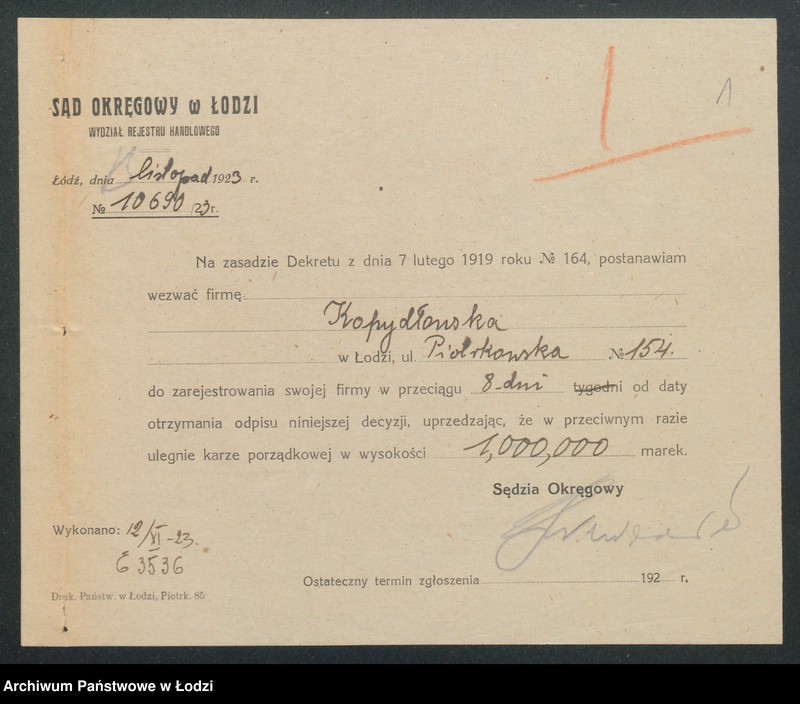 1
SĄD OKRĘGOWY w ŁODZI
WYDZIAŁ REJESTRU HANDLOWEGO
Łódź, dnia listopad 1923 r.
№ 10690/23 r.
Na zasadzie Dekretu z dnia 7 lutego 1919 roku № 164, postanawiam
wezwać firmę
Kopydłowska
w Łodzi, ul. Piotrkowska № 154.
do zarejestrowania swojej firmy w przeciągu 8-dni tygodni od daty
otrzymania odpisu niniejszej decyzji, uprzedzając, że w przeciwnym razie
ulegnie karze porządkowej w wysokości 1,000,000 marek.
Sędzia Okręgowy
Wykonano: 12/XI-23.
3536
Ostateczny termin zgłoszenia 192 r.
Druk. Państw. w Łodzi, Piotrk. 85
Archiwum Państwowe w Łodzi